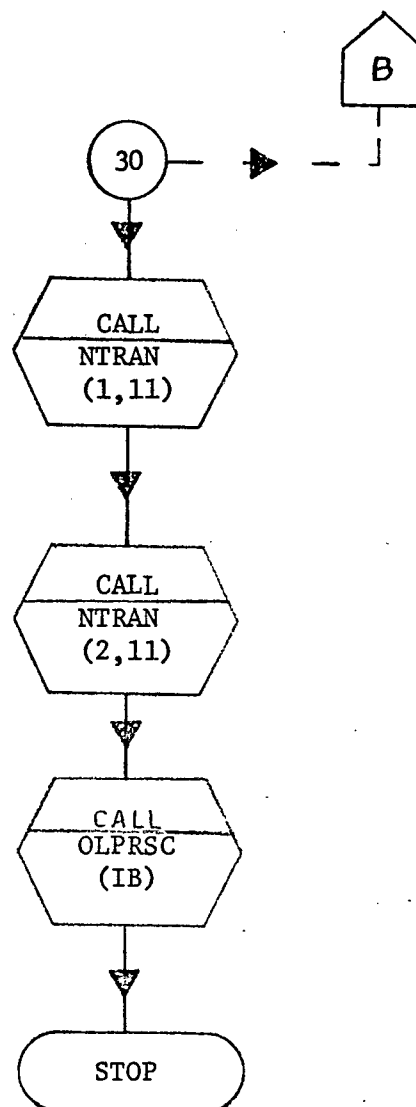 B
30
CALL
NTRAN
(1,11)
CALL
NTRAN
(2,11)
CALL
OLPRSC
(IB)
STOP